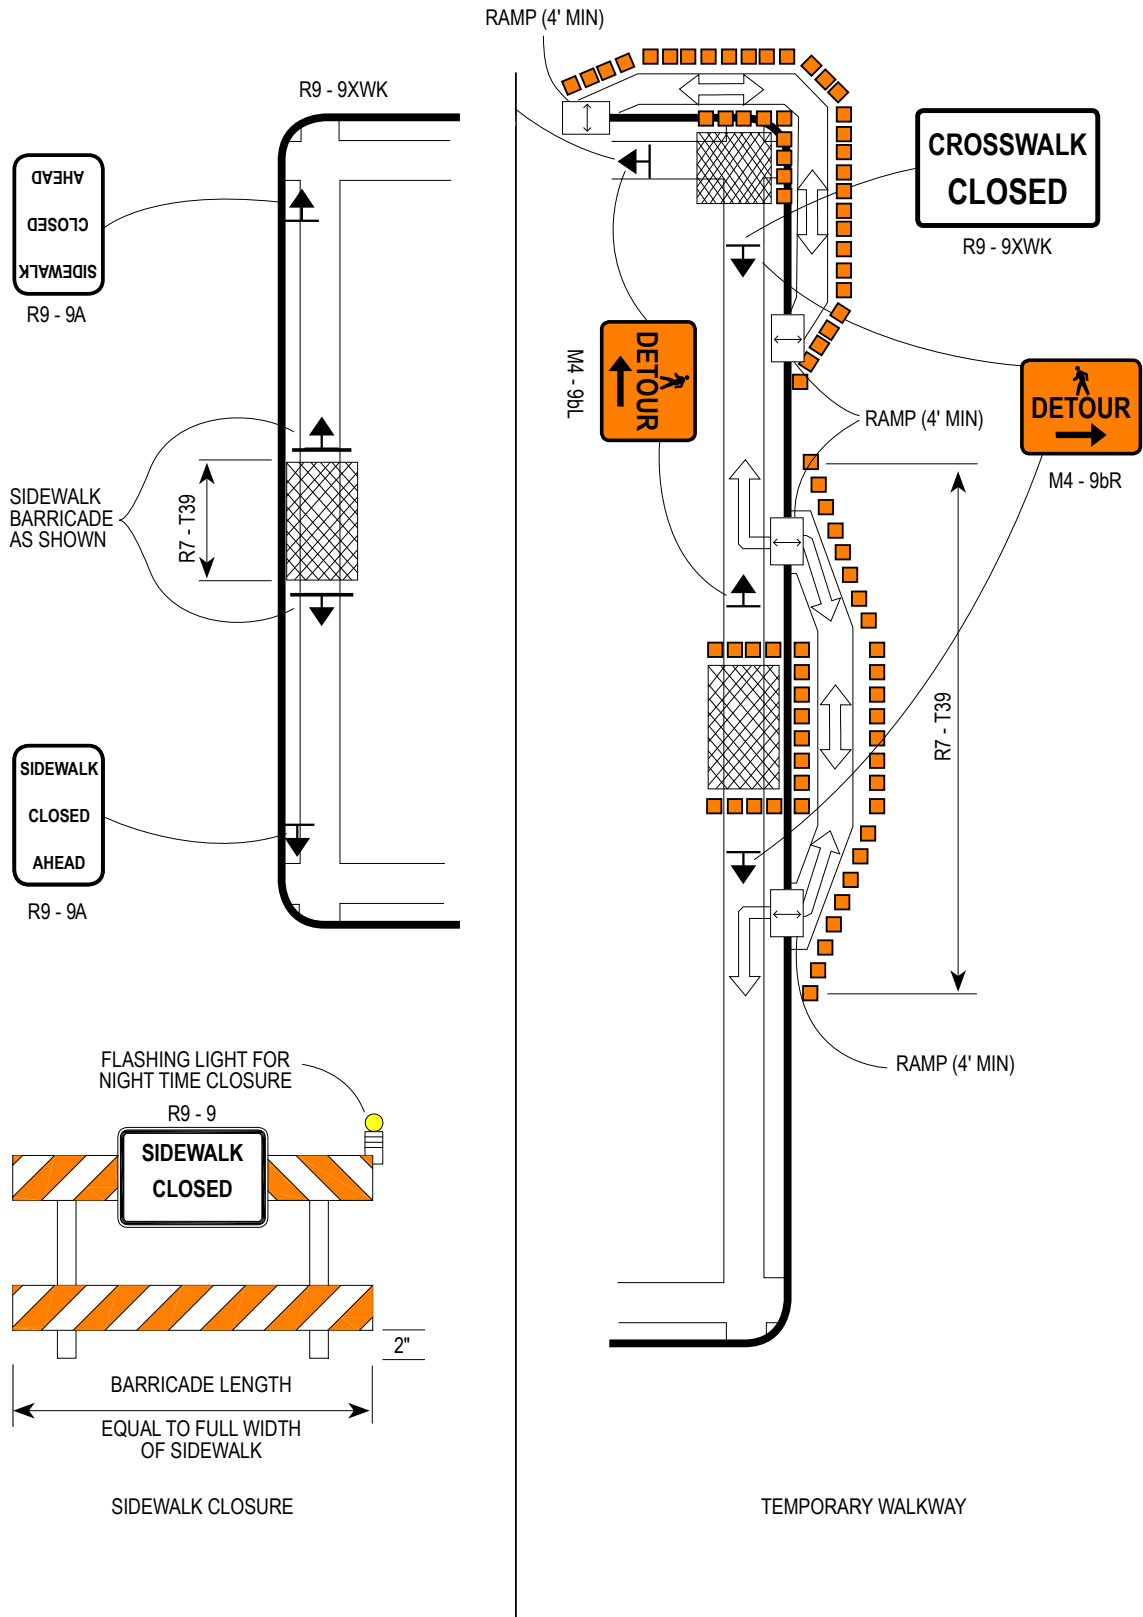 RAMP (4' MIN)
R9 - 9XWK
AHEAD
CLOSED
SIDEWALK
R9 - 9A
CROSSWALK
CLOSED
R9 - 9XWK
DETOUR
M4 - 9bL
DETOUR
M4 - 9bR
RAMP (4' MIN)
SIDEWALK
BARRICADE
AS SHOWN
R7 - T39
R7 - T39
SIDEWALK
CLOSED
AHEAD
R9 - 9A
RAMP (4' MIN)
FLASHING LIGHT FOR
NIGHT TIME CLOSURE
R9 - 9
SIDEWALK
CLOSED
2"
BARRICADE LENGTH
EQUAL TO FULL WIDTH
OF SIDEWALK
SIDEWALK CLOSURE
TEMPORARY WALKWAY